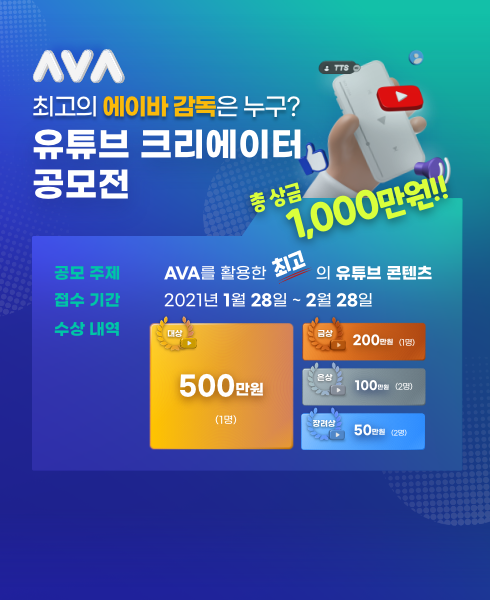 AVA
TTS
최고의 에이바 감독은 누구?
유튜브 크리에이터
공모전
총 상금
1,000만원!!
공모 주제 AVA를 활용한 최고의 유튜브 콘텐츠
접수 기간 2021년 1월 28일 ~ 2월 28일
수상 내역
대상
500만원
(1명)
금상 200만원 (1명)
은상 100만원 (2명)
장려상 50만원 (2명)